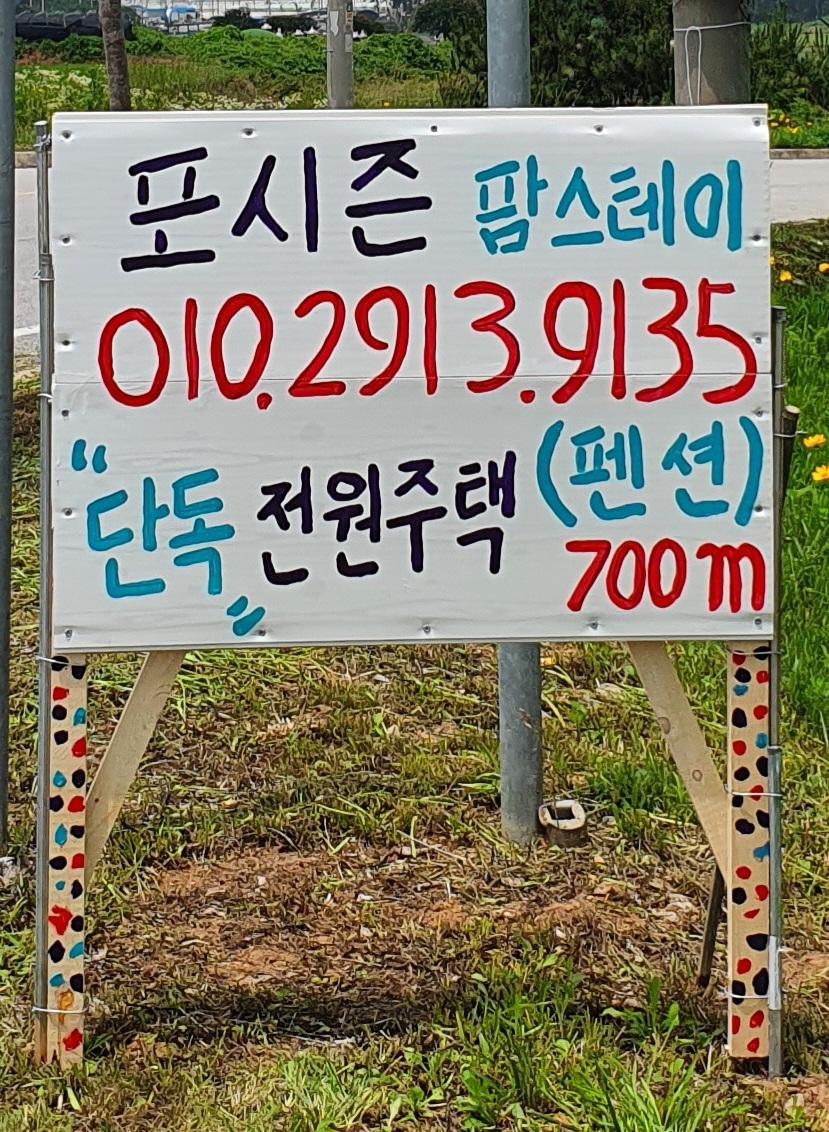 포시즌 팜스테이
010.2913.9135
"단독" 전원주택 (펜션)
700m